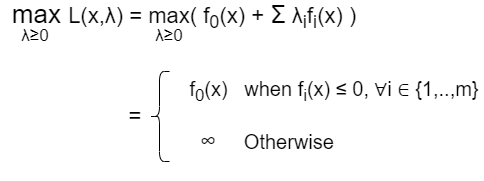 max L(x,λ) = max( f₀(x) + Σ λᵢfᵢ(x) )
λ≥0 λ≥0
= { f₀(x) when fᵢ(x) ≤ 0, ∀i ∈ {1,..,m}
∞ Otherwise